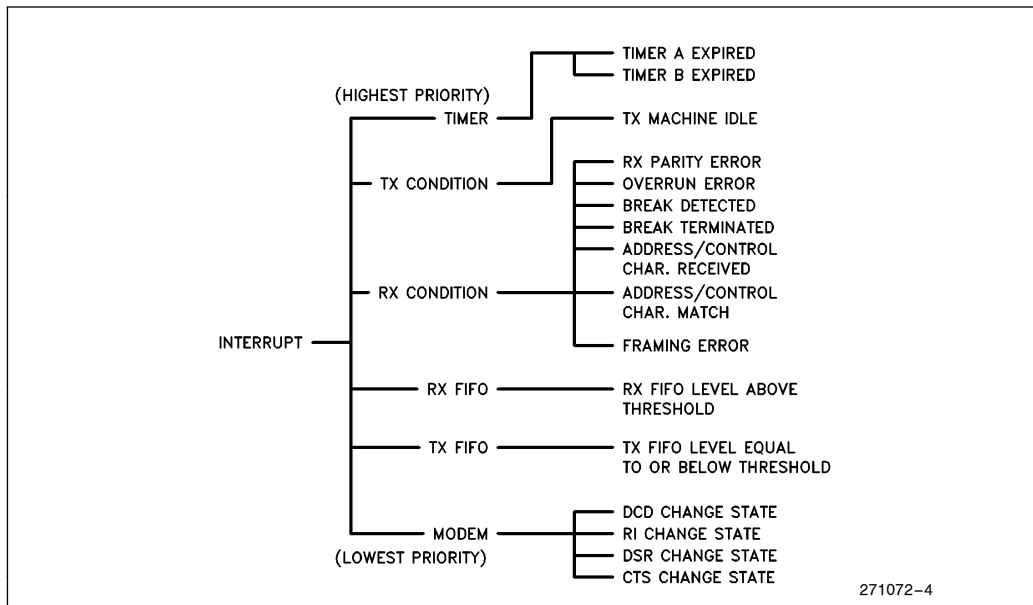 TIMER A EXPIRED
TIMER B EXPIRED
(HIGHEST PRIORITY)
TIMER
TX MACHINE IDLE
TX CONDITION
RX PARITY ERROR
OVERRUN ERROR
BREAK DETECTED
BREAK TERMINATED
ADDRESS/CONTROL
CHAR. RECEIVED
RX CONDITION
ADDRESS/CONTROL
CHAR. MATCH
FRAMING ERROR
INTERRUPT
RX FIFO
RX FIFO LEVEL ABOVE
THRESHOLD
TX FIFO
TX FIFO LEVEL EQUAL
TO OR BELOW THRESHOLD
DCD CHANGE STATE
MODEM
RI CHANGE STATE
(LOWEST PRIORITY)
DSR CHANGE STATE
CTS CHANGE STATE
271072-4